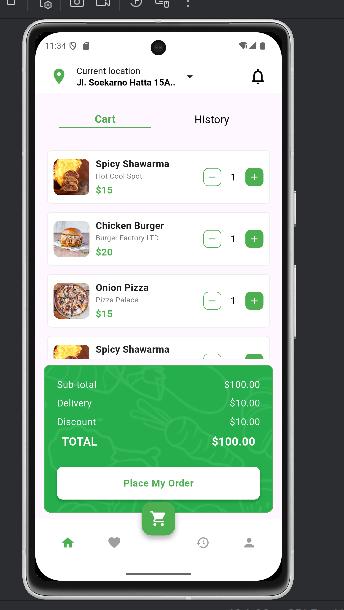 11:34
Current location
Jl. Soekarno Hatta 15A..
Cart
History
Spicy Shawarma
Hot Cool Spot
$15
1
Chicken Burger
Burger Factory LTD
$20
1
Onion Pizza
Pizza Palace
$15
1
Spicy Shawarma
Sub-total $100.00
Delivery $10.00
Discount $10.00
TOTAL $100.00
Place My Order